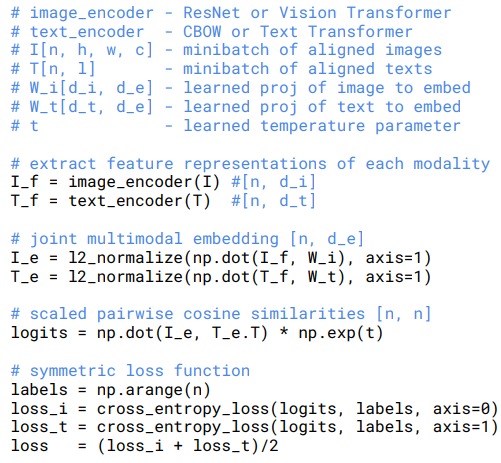 # image_encoder - ResNet or Vision Transformer
# text_encoder  - CBOW or Text Transformer
# I[n, h, w, c] - minibatch of aligned images
# T[n, l]       - minibatch of aligned texts
# W_i[d_i, d_e] - learned proj of image to embed
# W_t[d_t, d_e] - learned proj of text to embed
# t             - learned temperature parameter

# extract feature representations of each modality
I_f = image_encoder(I) #[n, d_i]
T_f = text_encoder(T)  #[n, d_t]

# joint multimodal embedding [n, d_e]
I_e = l2_normalize(np.dot(I_f, W_i), axis=1)
T_e = l2_normalize(np.dot(T_f, W_t), axis=1)

# scaled pairwise cosine similarities [n, n]
logits = np.dot(I_e, T_e.T) * np.exp(t)

# symmetric loss function
labels = np.arange(n)
loss_i = cross_entropy_loss(logits, labels, axis=0)
loss_t = cross_entropy_loss(logits, labels, axis=1)
loss   = (loss_i + loss_t)/2